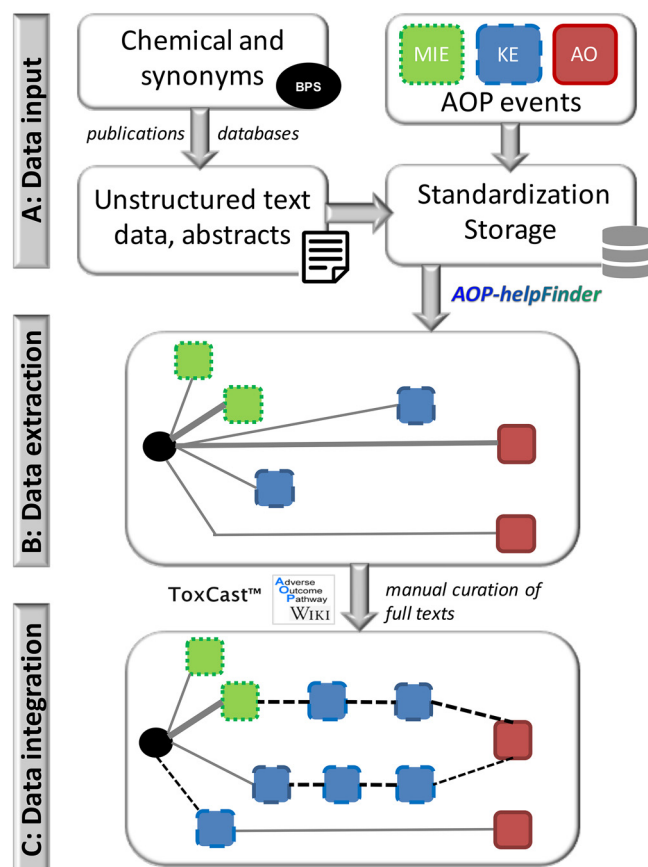 A: Data input
Chemical and
synonyms
BPS
MIE KE AO
AOP events
publications databases
Unstructured text
data, abstracts
Standardization
Storage
AOP-helpFinder
B: Data extraction
ToxCast™
Adverse
Outcome
Pathway
WIKI
manual curation of
full texts
C: Data integration